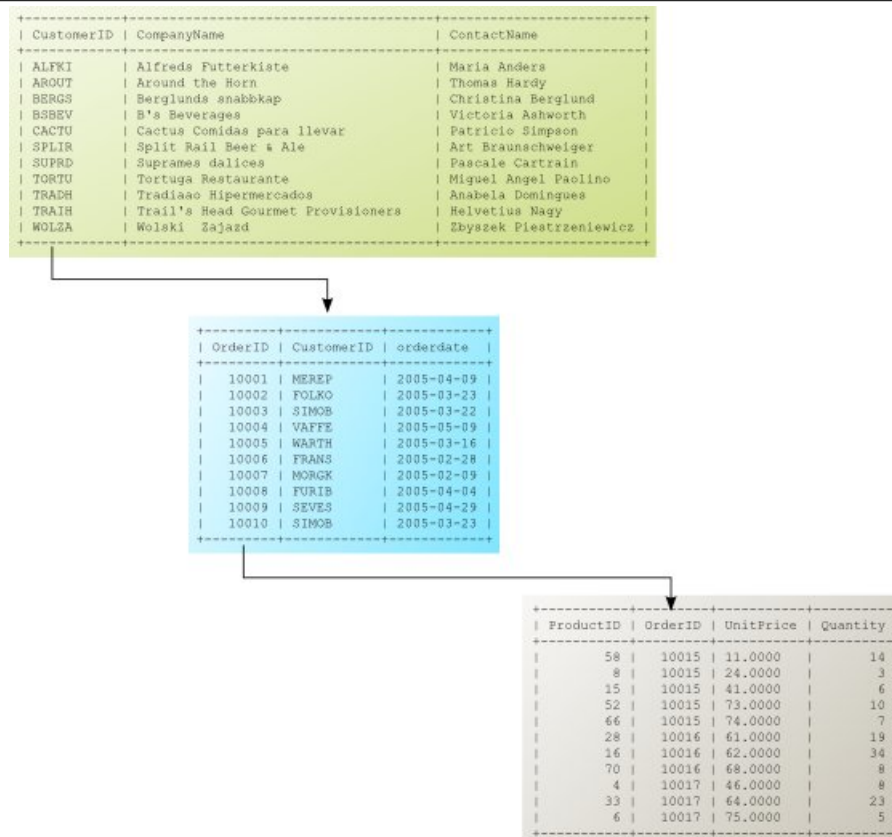 | CustomerID | CompanyName | ContactName |
| ALFKI | Alfreds Futterkiste | Maria Anders |
| AROUT | Around the Horn | Thomas Hardy |
| BERGS | Berglunds snabbkap | Christina Berglund |
| BSBEV | B's Beverages | Victoria Ashworth |
| CACTU | Cactus Comidas para llevar | Patricio Simpson |
| SPLIR | Split Rail Beer & Ale | Art Braunschweiger |
| SUPRD | Suprames dalices | Pascale Cartrain |
| TORTU | Tortuga Restaurante | Miguel Angel Paolino |
| TRADH | Tradiaao Hipermercados | Anabela Domingues |
| TRAIH | Trail's Head Gourmet Provisioners | Helvetius Nagy |
| WOLZA | Wolski Zajazd | Zbyszek Piestrzeniewicz |
| OrderID | CustomerID | orderdate |
| 10001 | MEREP | 2005-04-09 |
| 10002 | FOLKO | 2005-03-23 |
| 10003 | SIMOB | 2005-03-22 |
| 10004 | VAFFE | 2005-05-09 |
| 10005 | WARTH | 2005-03-16 |
| 10006 | FRANS | 2005-02-28 |
| 10007 | MORGK | 2005-02-09 |
| 10008 | FURIB | 2005-04-04 |
| 10009 | SEVES | 2005-04-29 |
| 10010 | SIMOB | 2005-03-23 |
| ProductID | OrderID | UnitPrice | Quantity
| 58 | 10015 | 11.0000 | 14
| 8 | 10015 | 24.0000 | 3
| 15 | 10015 | 41.0000 | 6
| 52 | 10015 | 73.0000 | 10
| 66 | 10015 | 74.0000 | 7
| 28 | 10016 | 61.0000 | 19
| 16 | 10016 | 62.0000 | 34
| 70 | 10016 | 68.0000 | 8
| 4 | 10017 | 46.0000 | 8
| 33 | 10017 | 64.0000 | 23
| 6 | 10017 | 75.0000 | 5